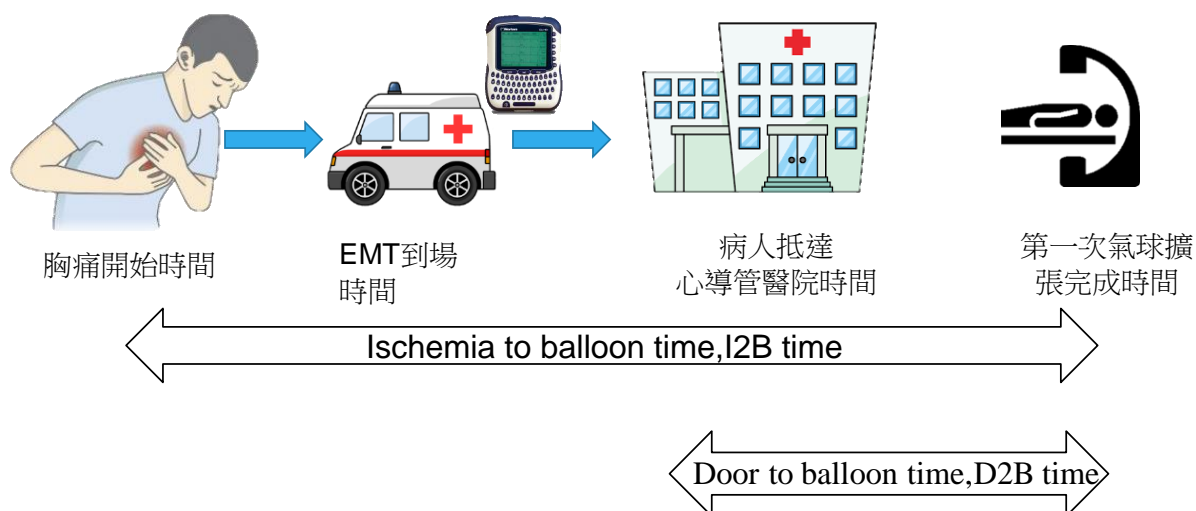 胸痛開始時間
EMT到場
時間
病人抵達
心導管醫院時間
第一次氣球擴
張完成時間
Ischemia to balloon time,I2B time
Door to balloon time,D2B time